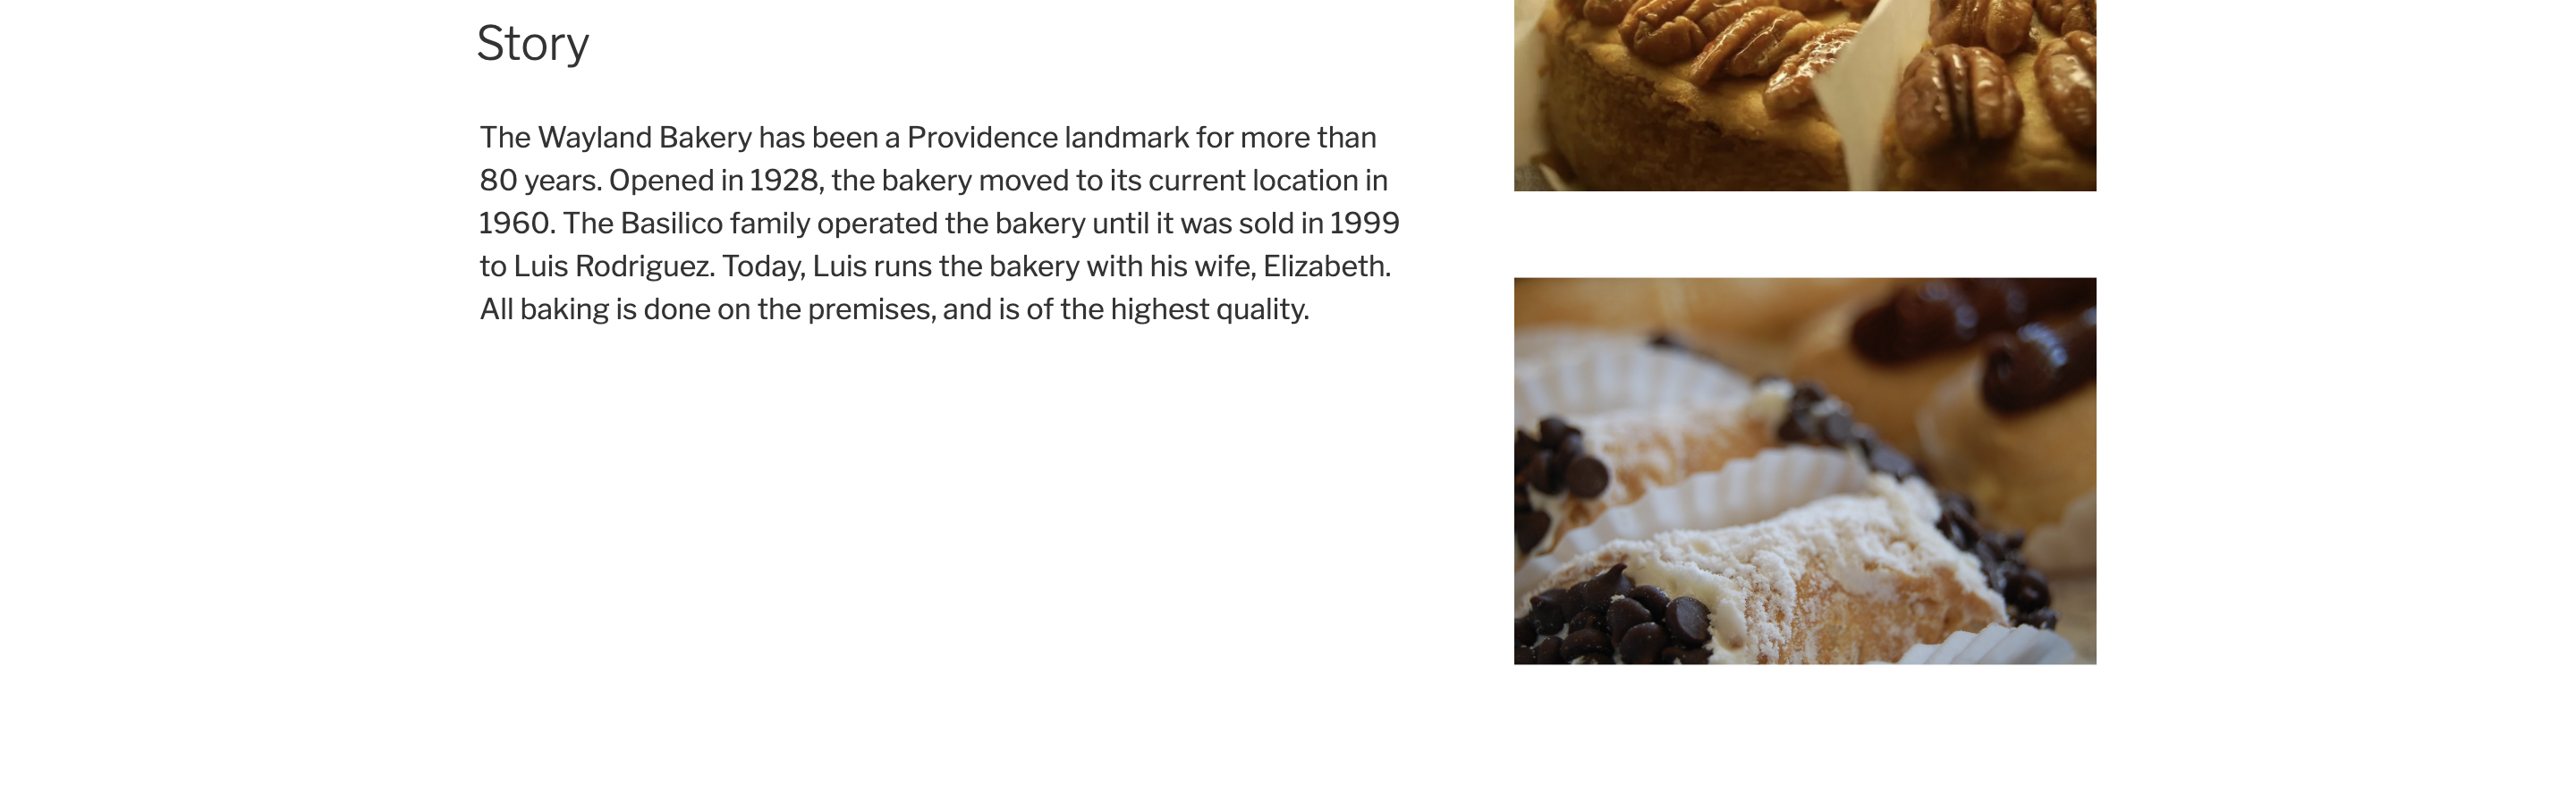 Story
The Wayland Bakery has been a Providence landmark for more than
80 years. Opened in 1928, the bakery moved to its current location in
1960. The Basilico family operated the bakery until it was sold in 1999
to Luis Rodriguez. Today, Luis runs the bakery with his wife, Elizabeth.
All baking is done on the premises, and is of the highest quality.